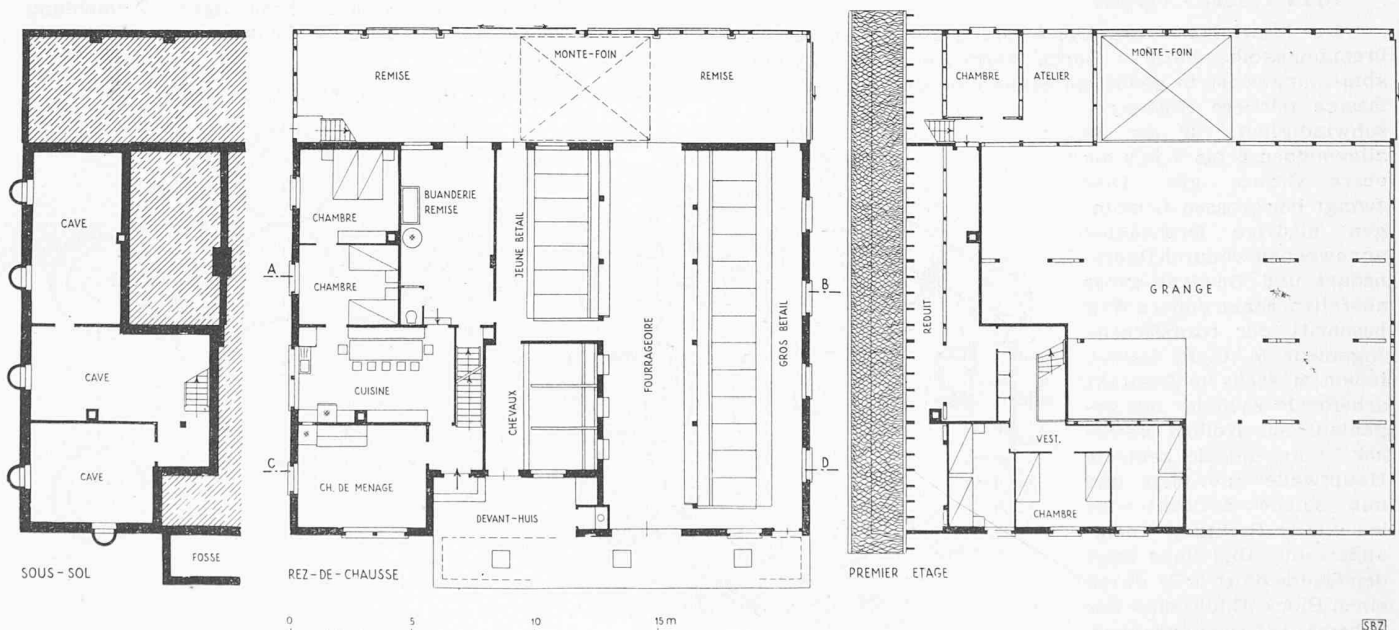 CAVE
CAVE
CAVE
FOSSE
SOUS-SOL
REMISE
MONTE-FOIN
REMISE
CHAMBRE
BUANDERIE
REMISE
JEUNE BETAIL
A
CHAMBRE
B
FOURRAGEOIRE
GROS BETAIL
CUISINE
CHEVAUX
C
D
CH. DE MENAGE
DEVANT-HUIS
REZ-DE-CHAUSSE
0 5 10 15 m
CHAMBRE
ATELIER
MONTE-FOIN
GRANGE
REDUIT
VEST.
CHAMBRE
PREMIER ETAGE
SBZ